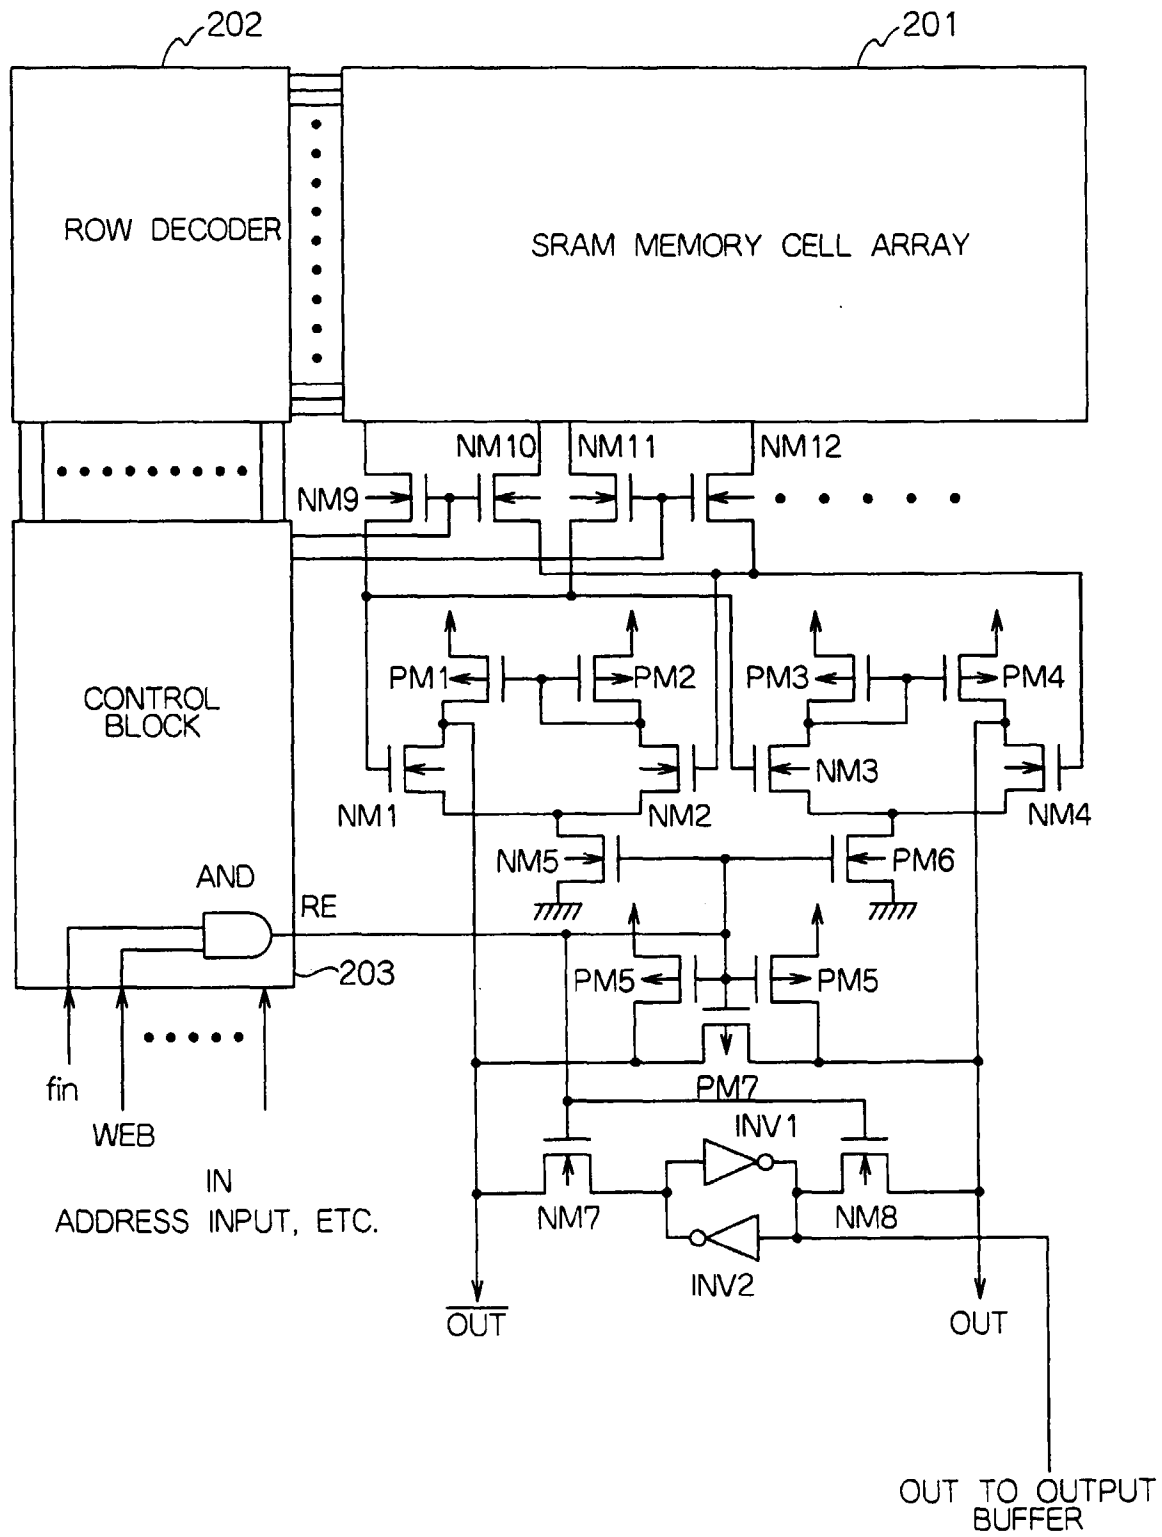 202
201
ROW DECODER
SRAM MEMORY CELL ARRAY
NM10
NM11
NM12
NM9
PM1
PM2
PM3
PM4
CONTROL
BLOCK
NM1
NM2
NM3
NM4
NM5
PM6
AND
RE
203
PM5
PM5
fin
WEB
PM7
INV1
IN
ADDRESS INPUT, ETC.
NM7
NM8
INV2
OUT
OUT
OUT TO OUTPUT
BUFFER